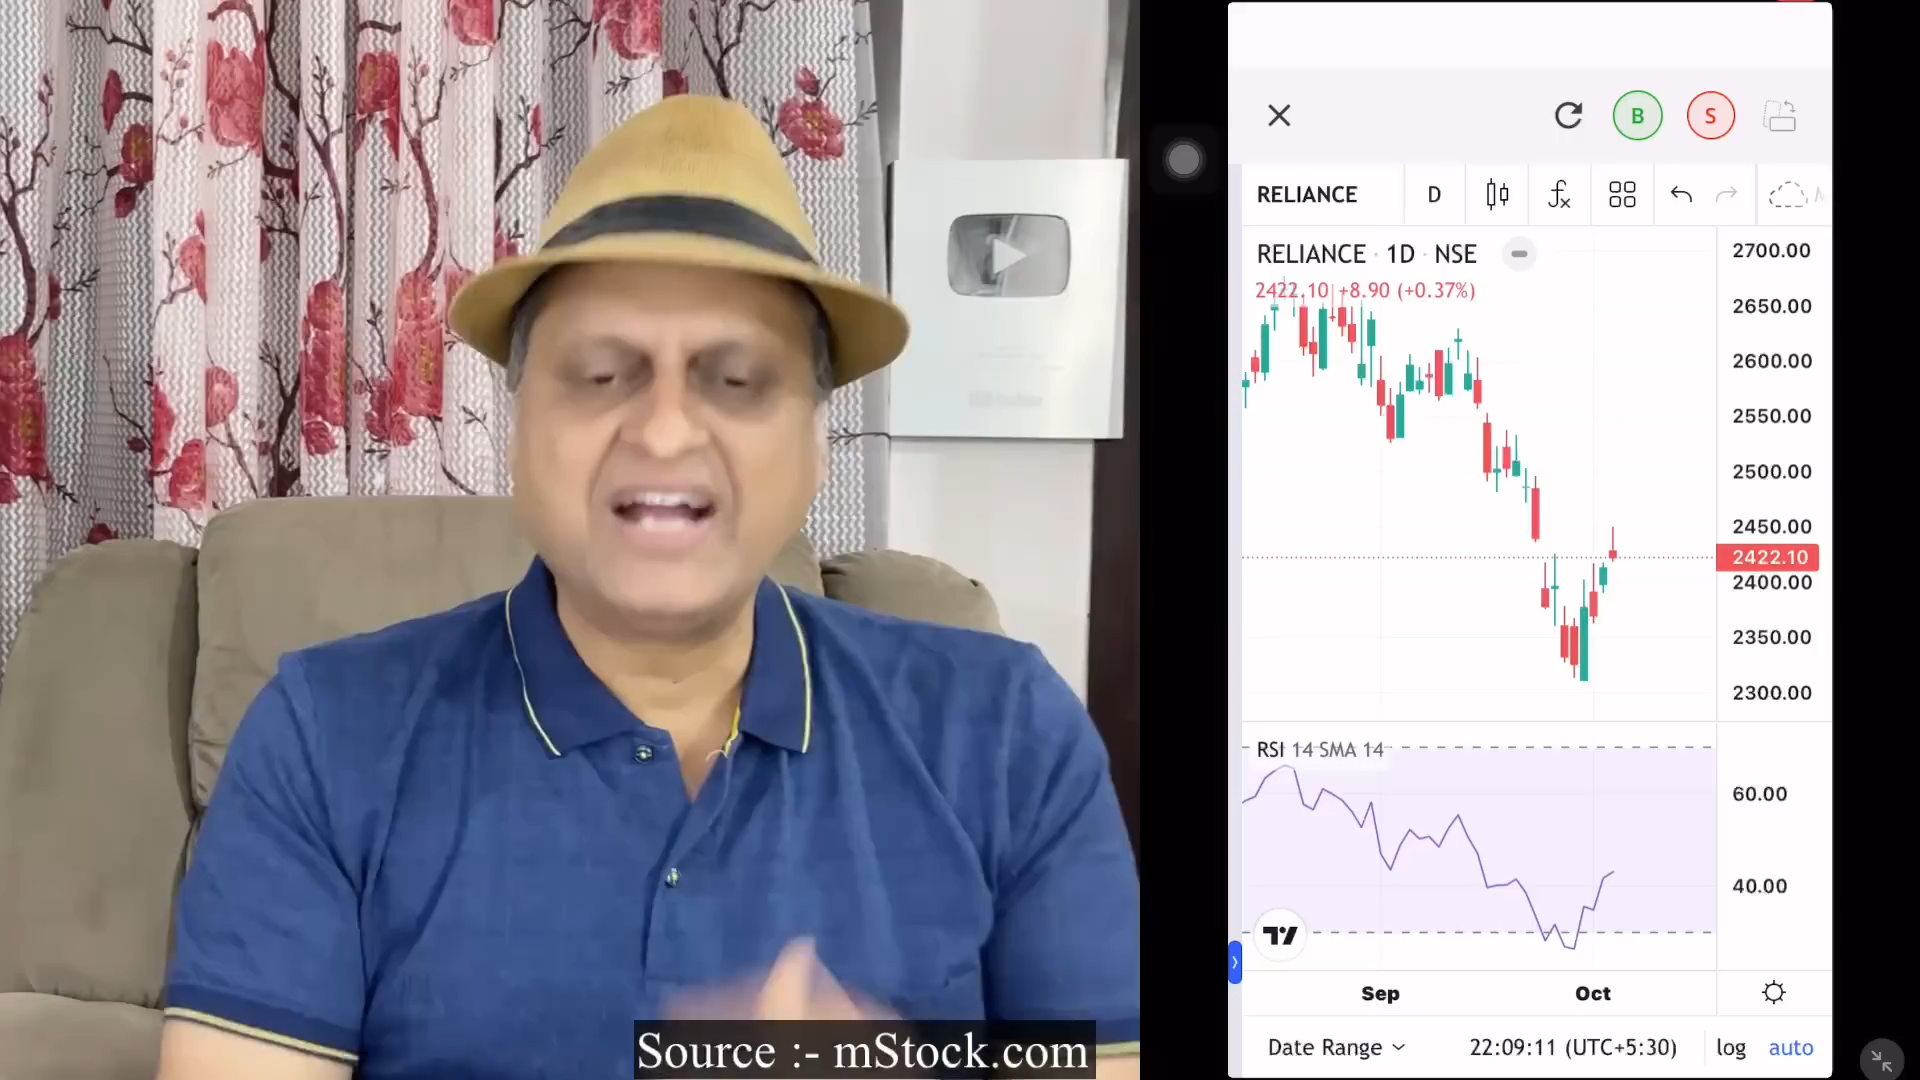 B
S
RELIANCE
D
RELIANCE · 1D · NSE
2422.10 +8.90 (+0.37%)
2700.00
2650.00
2600.00
2550.00
2500.00
2450.00
2422.10
2400.00
2350.00
2300.00
RSI 14 SMA 14
60.00
40.00
Sep
Oct
Date Range
22:09:11 (UTC+5:30)
log
auto
Source :- mStock.com